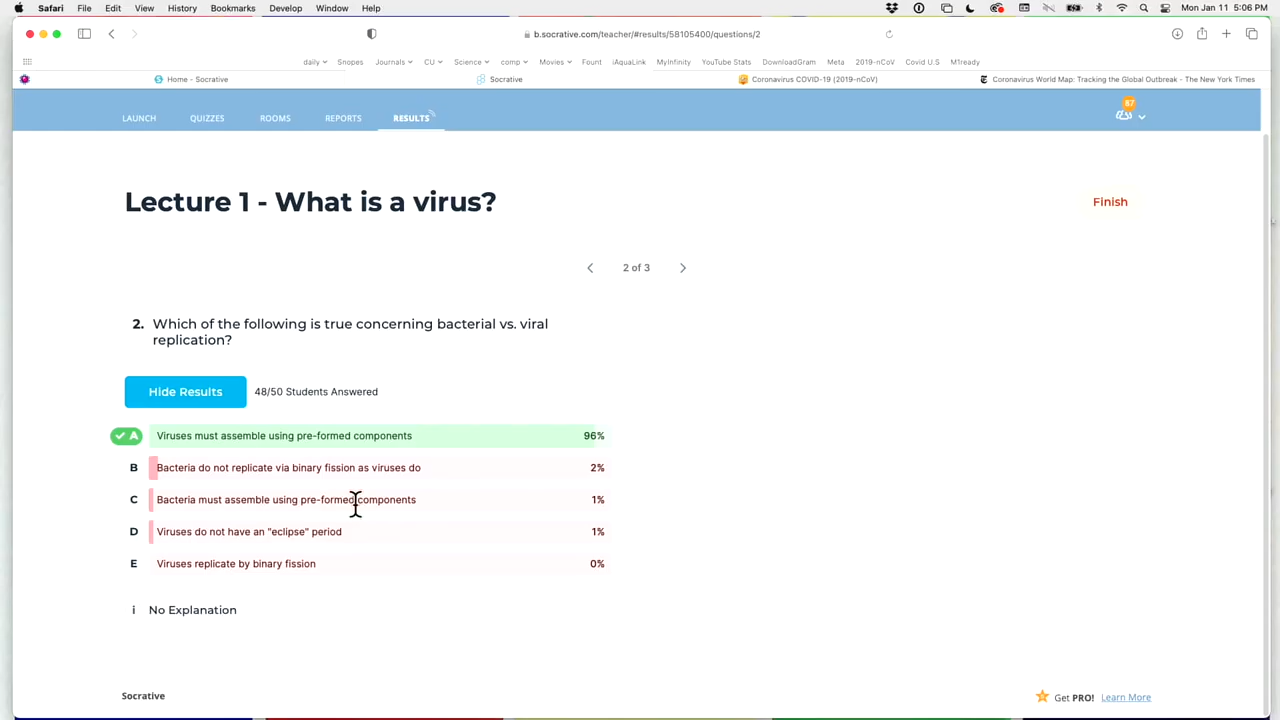 Safari File Edit View History Bookmarks Develop Window Help Mon Jan 11 5:06 PM
b.socrative.com/teacher/#results/58105400/questions/2
daily Snopes Journals CU Science comp Movies Fount iAquaLink MyInfinity YouTube Stats DownloadGram Meta 2019-nCoV Covid U.S M1ready
Home - Socrative Socrative Coronavirus COVID-19 (2019-nCoV) Coronavirus World Map: Tracking the Global Outbreak - The New York Times
LAUNCH QUIZZES ROOMS REPORTS RESULTS 87
Lecture 1 - What is a virus? Finish
2 of 3
2. Which of the following is true concerning bacterial vs. viral
replication?
Hide Results 48/50 Students Answered
A Viruses must assemble using pre-formed components 96%
B Bacteria do not replicate via binary fission as viruses do 2%
C Bacteria must assemble using pre-formed components 1%
D Viruses do not have an "eclipse" period 1%
E Viruses replicate by binary fission 0%
i No Explanation
Socrative Get PRO! Learn More